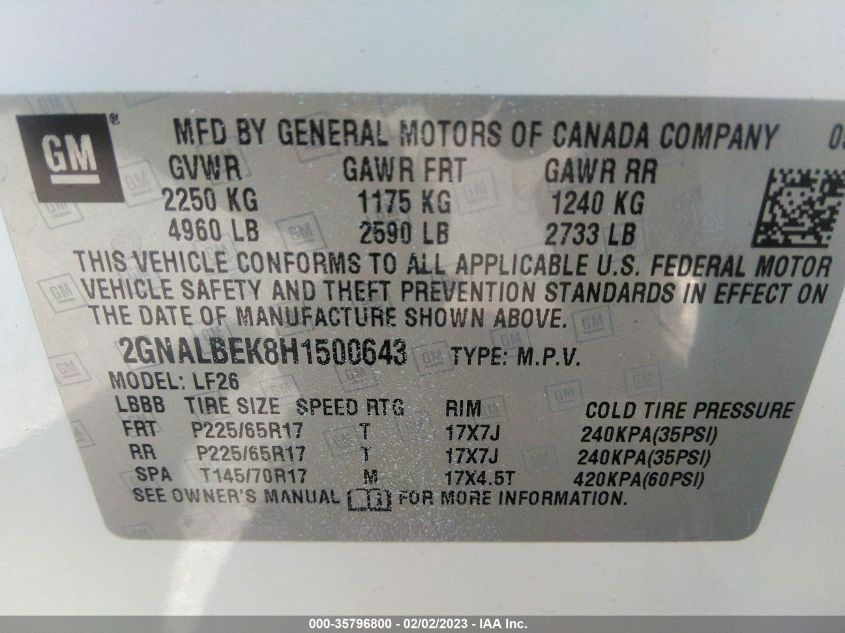 GM ® MFD BY GENERAL MOTORS OF CANADA COMPANY
GVWR GAWR FRT GAWR RR
2250 KG 1175 KG 1240 KG
4960 LB 2590 LB 2733 LB
THIS VEHICLE CONFORMS TO ALL APPLICABLE U.S. FEDERAL MOTOR
VEHICLE SAFETY AND THEFT PREVENTION STANDARDS IN EFFECT ON
THE DATE OF MANUFACTURE SHOWN ABOVE.
2GNALBEK8H1500643 TYPE: M.P.V.
MODEL: LF26
LBBB TIRE SIZE SPEED RTG RIM COLD TIRE PRESSURE
FRT P225/65R17 T 17X7J 240KPA(35PSI)
RR P225/65R17 T 17X7J 240KPA(35PSI)
SPA T145/70R17 M 17X4.5T 420KPA(60PSI)
SEE OWNER'S MANUAL FOR MORE INFORMATION.
000-35796800 - 02/02/2023 - IAA Inc.